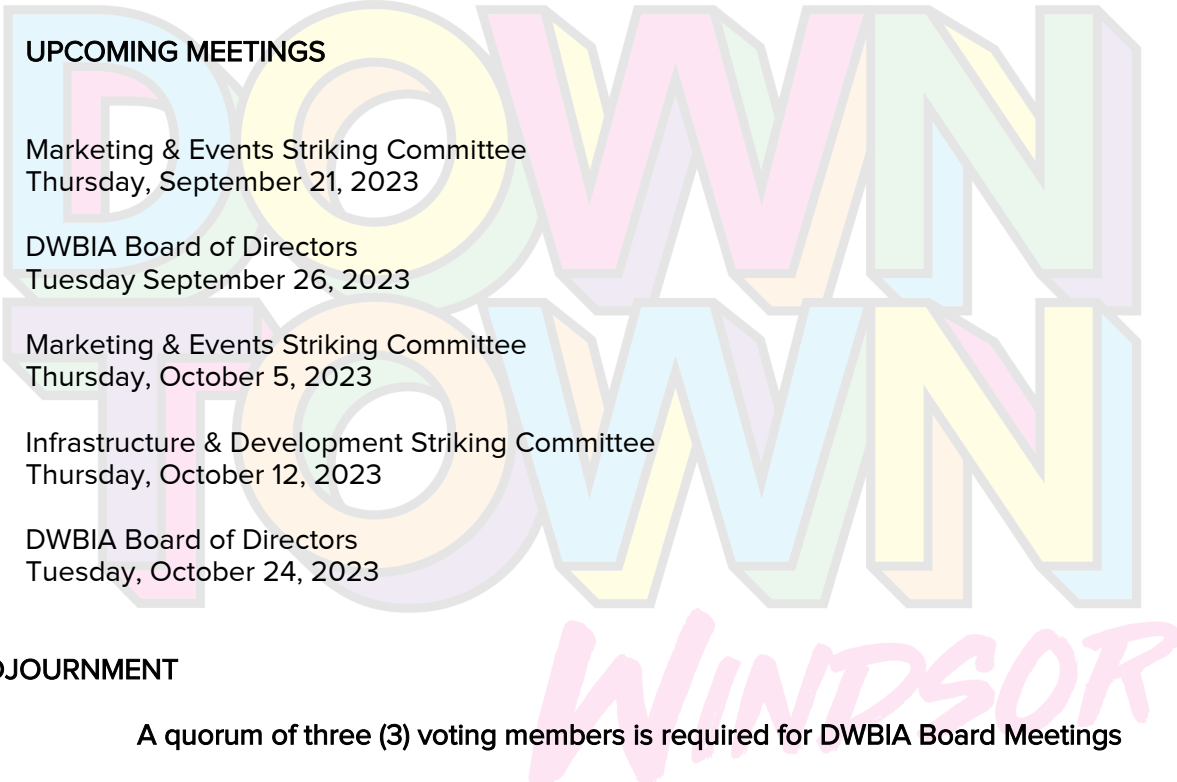 UPCOMING MEETINGS
Marketing & Events Striking Committee
Thursday, September 21, 2023
DWBIA Board of Directors
Tuesday September 26, 2023
Marketing & Events Striking Committee
Thursday, October 5, 2023
Infrastructure & Development Striking Committee
Thursday, October 12, 2023
DWBIA Board of Directors
Tuesday, October 24, 2023
DJOURNMENT
A quorum of three (3) voting members is required for DWBIA Board Meetings
DOWN
TOWN
WINDSOR